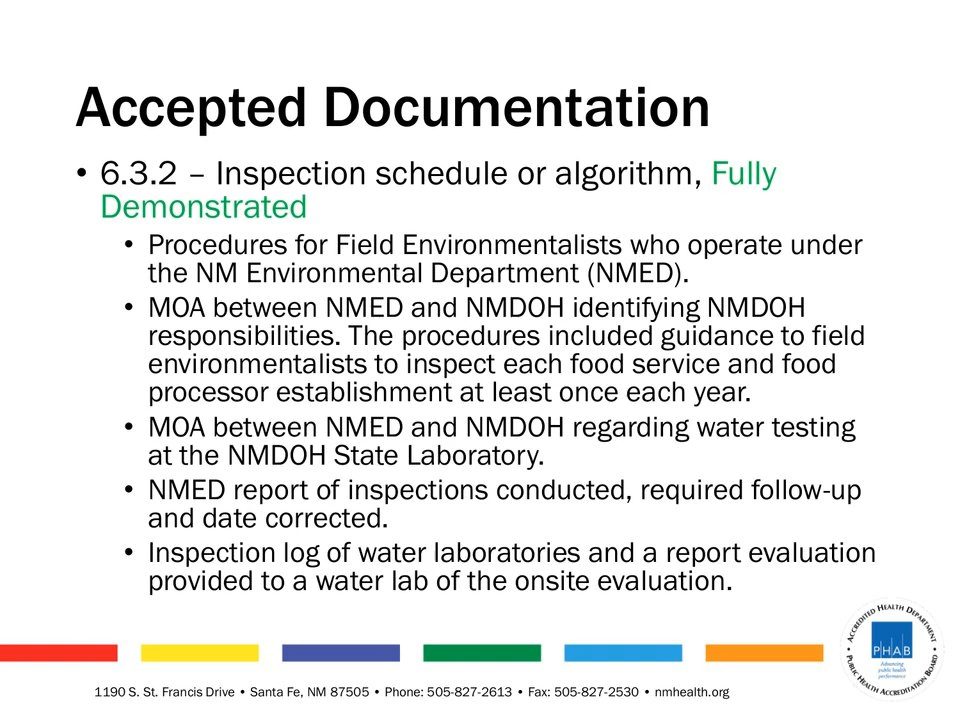 Accepted Documentation
• 6.3.2 – Inspection schedule or algorithm, Fully
Demonstrated
• Procedures for Field Environmentalists who operate under
the NM Environmental Department (NMED).
• MOA between NMED and NMDOH identifying NMDOH
responsibilities. The procedures included guidance to field
environmentalists to inspect each food service and food
processor establishment at least once each year.
• MOA between NMED and NMDOH regarding water testing
at the NMDOH State Laboratory.
• NMED report of inspections conducted, required follow-up
and date corrected.
• Inspection log of water laboratories and a report evaluation
provided to a water lab of the onsite evaluation.
• ACCREDITED HEALTH DEPARTMENT •
PHAB
Advancing
public health
performance
PUBLIC HEALTH ACCREDITATION BOARD
1190 S. St. Francis Drive • Santa Fe, NM 87505 • Phone: 505-827-2613 • Fax: 505-827-2530 • nmhealth.org